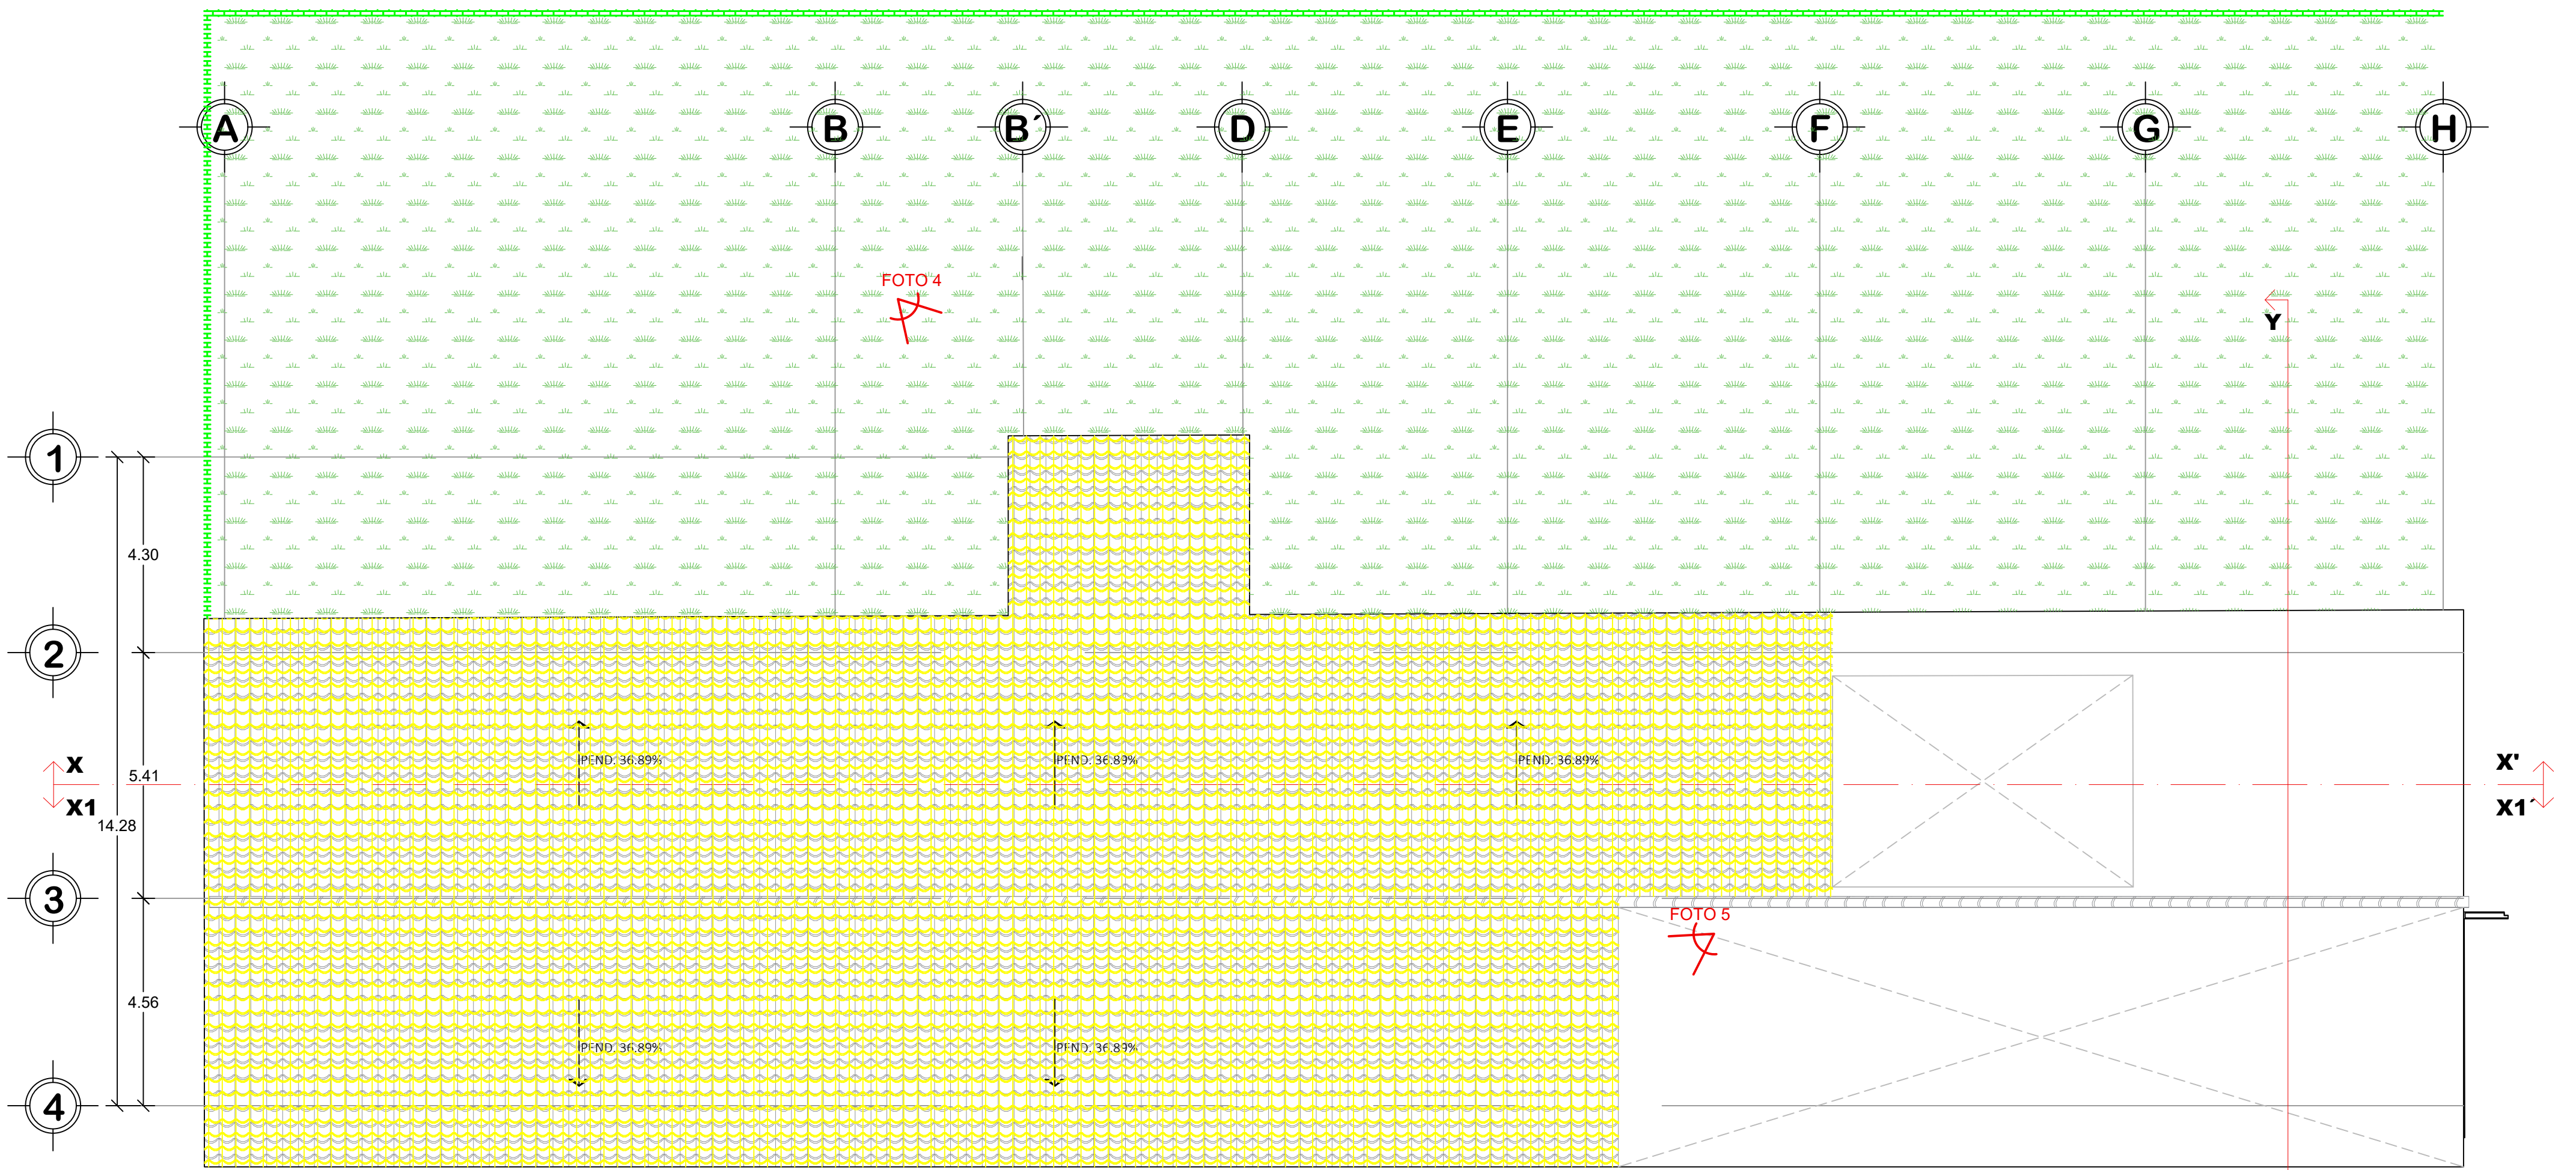 A B B´ D E F G H
FOTO 4
Y
1
4.30
2
PEND. 36.89% PEND. 36.89% PEND. 36.89%
X X'
5.41
X1 X1´
14.28
3
FOTO 5
4.56
PEND. 36.89% PEND. 36.89%
4